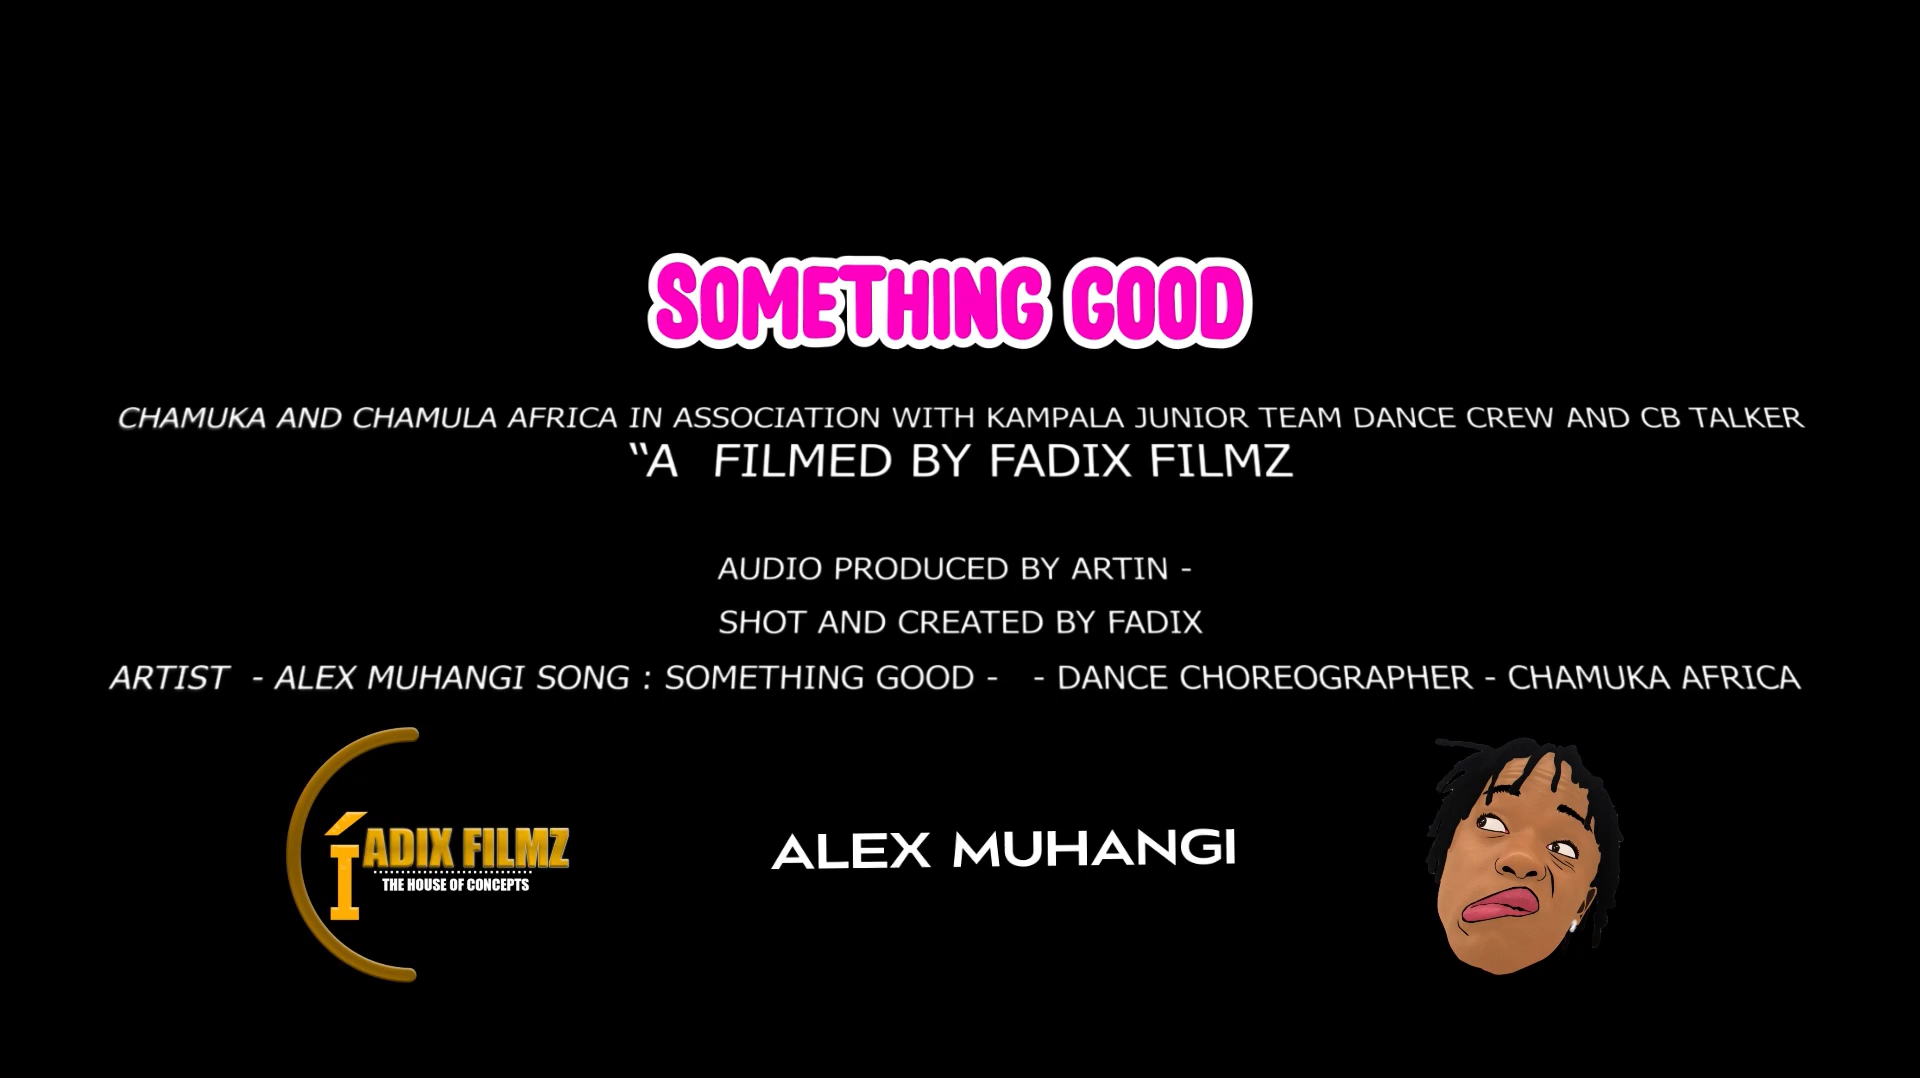 SOMETHING GOOD
CHAMUKA AND CHAMULA AFRICA IN ASSOCIATION WITH KAMPALA JUNIOR TEAM DANCE CREW AND CB TALKER
“A FILMED BY FADIX FILMZ
AUDIO PRODUCED BY ARTIN -
SHOT AND CREATED BY FADIX
ARTIST - ALEX MUHANGI SONG : SOMETHING GOOD - - DANCE CHOREOGRAPHER - CHAMUKA AFRICA
ÍADIX FILMZ
THE HOUSE OF CONCEPTS
ALEX MUHANGI